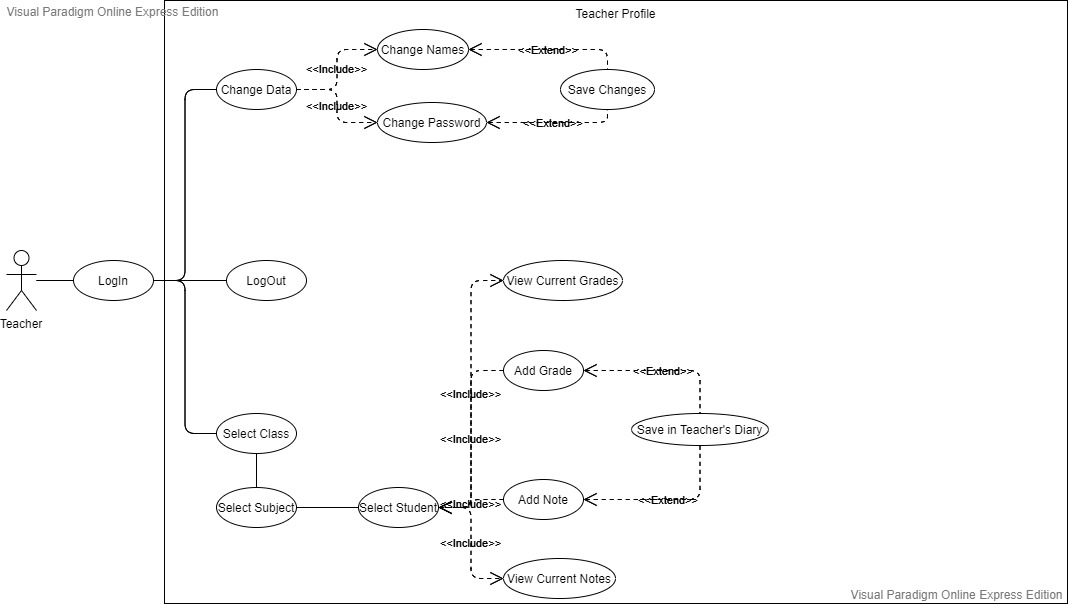 Visual Paradigm Online Express Edition
Teacher Profile
Change Names
<<Extend>>
<<Include>>
Change Data
Save Changes
<<Include>>
Change Password
<<Extend>>
LogIn
LogOut
View Current Grades
Teacher
Add Grade
<<Extend>>
<<Include>>
Select Class
Save in Teacher's Diary
<<Include>>
Add Note
<<Extend>>
Select Subject
Select Student
<<Include>>
<<Include>>
View Current Notes
Visual Paradigm Online Express Edition